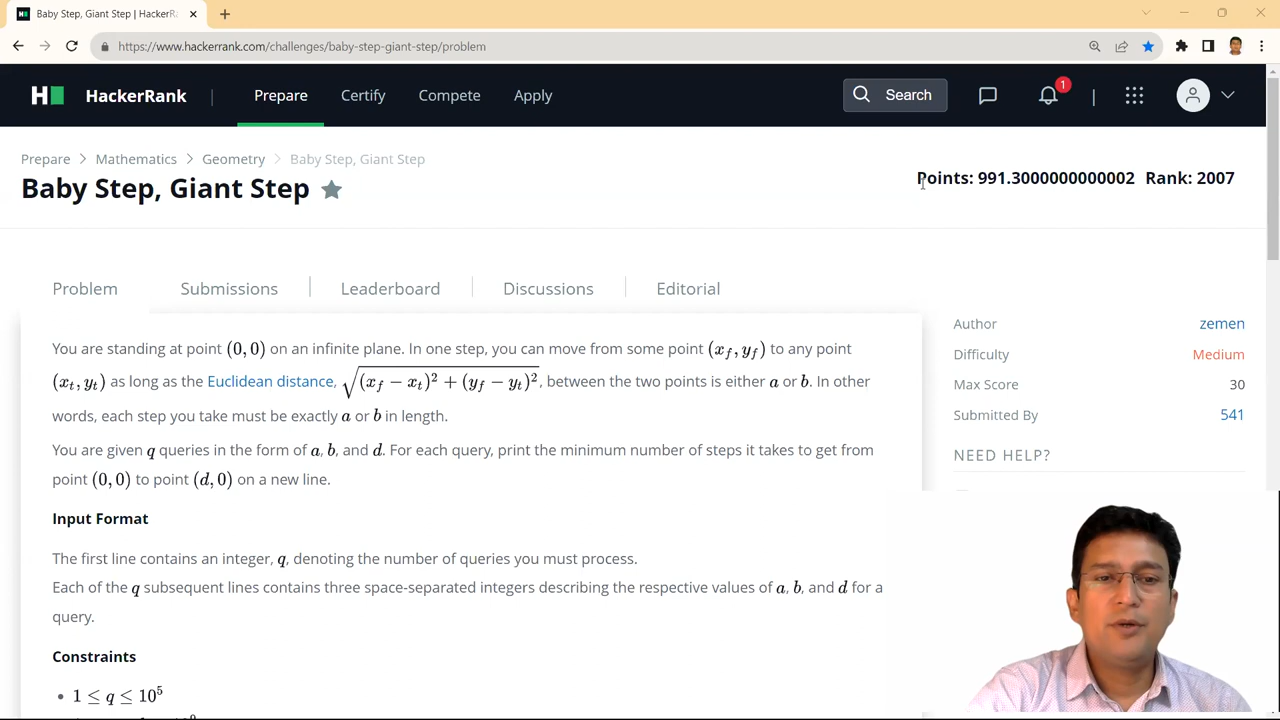 Baby Step, Giant Step | HackerRa
https://www.hackerrank.com/challenges/baby-step-giant-step/problem
H HackerRank | Prepare Certify Compete Apply Search 1 |
Prepare > Mathematics > Geometry > Baby Step, Giant Step
Baby Step, Giant Step ★
Points: 991.3000000000002 Rank: 2007
Problem Submissions Leaderboard Discussions Editorial
You are standing at point (0, 0) on an infinite plane. In one step, you can move from some point (x_f, y_f) to any point
(x_t, y_t) as long as the Euclidean distance, √(x_f − x_t)² + (y_f − y_t)², between the two points is either a or b. In other
words, each step you take must be exactly a or b in length.
You are given q queries in the form of a, b, and d. For each query, print the minimum number of steps it takes to get from
point (0, 0) to point (d, 0) on a new line.
Input Format
The first line contains an integer, q, denoting the number of queries you must process.
Each of the q subsequent lines contains three space-separated integers describing the respective values of a, b, and d for a
query.
Constraints
• 1 ≤ q ≤ 10⁵
Author zemen
Difficulty Medium
Max Score 30
Submitted By 541
NEED HELP?